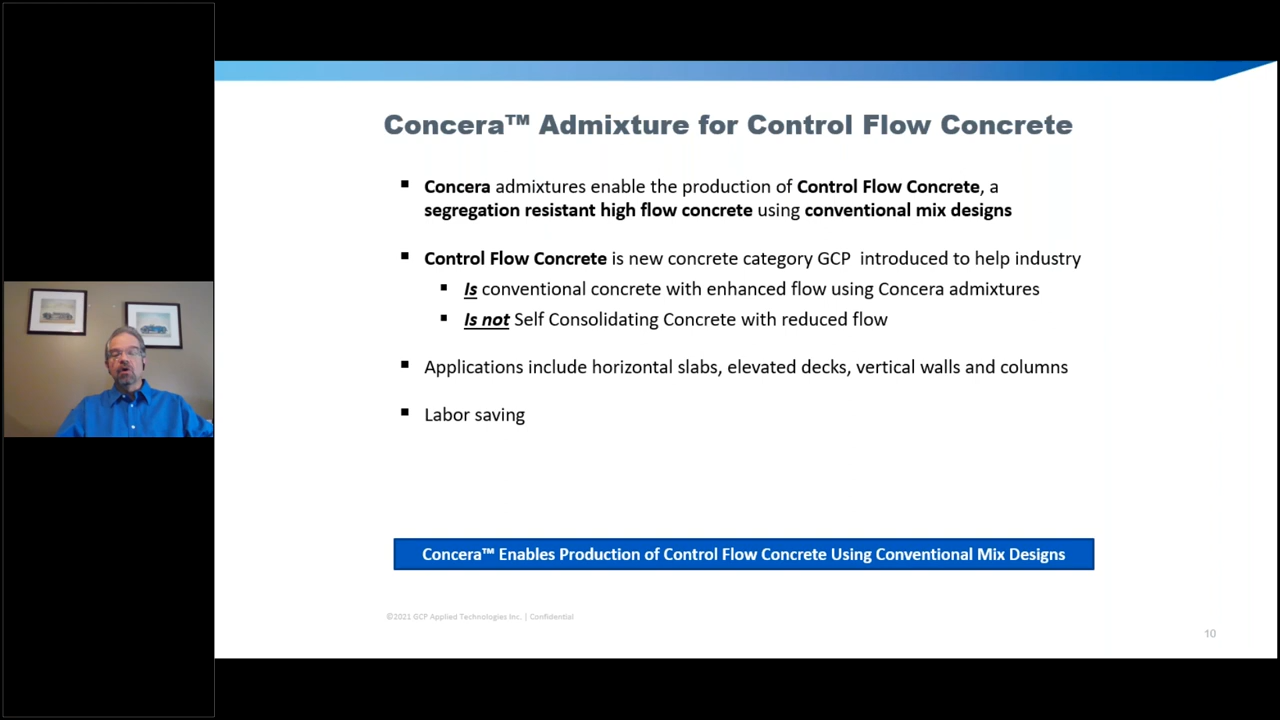 Concera™ Admixture for Control Flow Concrete
▪ Concera admixtures enable the production of Control Flow Concrete, a
segregation resistant high flow concrete using conventional mix designs
▪ Control Flow Concrete is new concrete category GCP introduced to help industry
▪ Is conventional concrete with enhanced flow using Concera admixtures
▪ Is not Self Consolidating Concrete with reduced flow
▪ Applications include horizontal slabs, elevated decks, vertical walls and columns
▪ Labor saving
Concera™ Enables Production of Control Flow Concrete Using Conventional Mix Designs
©2021 GCP Applied Technologies Inc. | Confidential
10